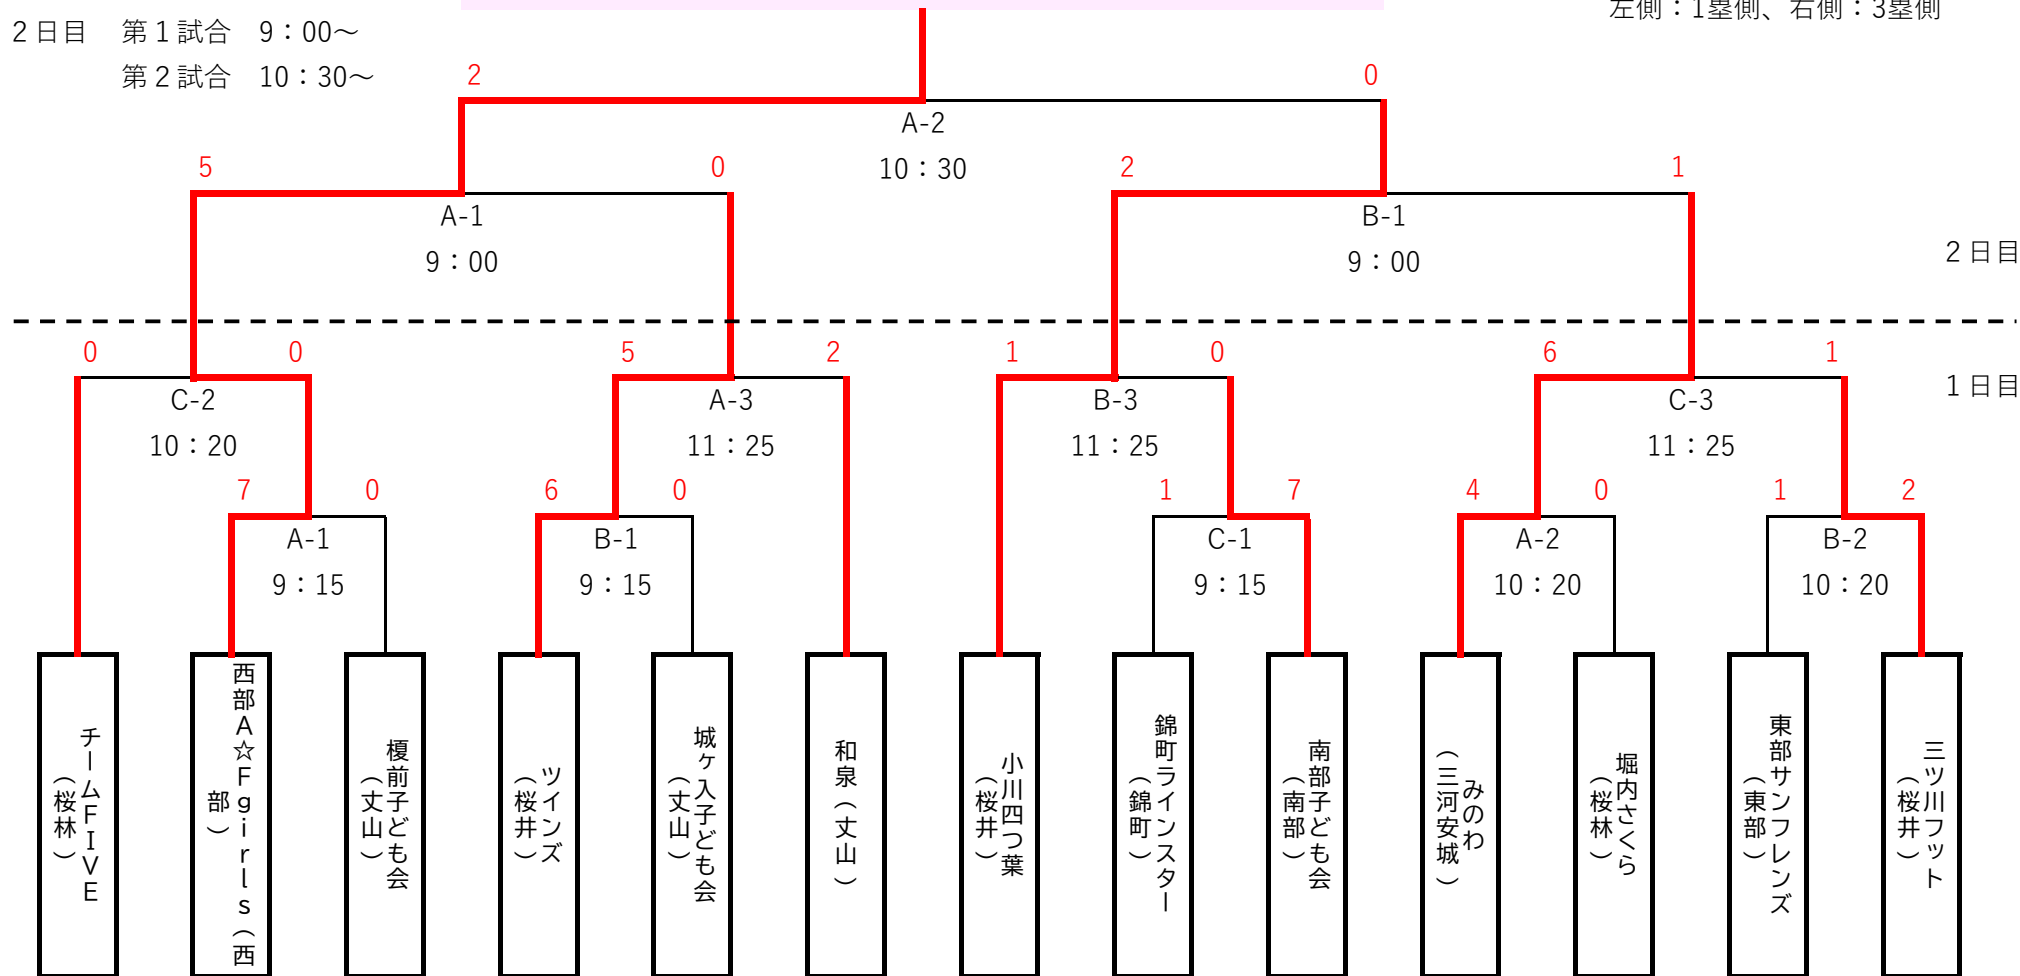 左側：1塁側、右側：3塁側
２日目　第１試合　9：00～
第２試合　10：30～
2　0
A-2
10：30
5　0　2　1
A-1　B-1
9：00　9：00
２日目
0　0　5　2　1　0　6　1
１日目
C-2　A-3　B-3　C-3
10：20　11：25　11：25　11：25
7　0　6　0　1　7　4　0　1　2
A-1　B-1　C-1　A-2　B-2
9：15　9：15　9：15　10：20　10：20
チームＦＩＶＥ
（桜林）
西部Ａ☆Ｆｇｉｒｌｓ（西
部）
榎前子ども会
（丈山）
ツインズ
（桜井）
城ヶ入子ども会
（丈山）
和泉（丈山）
小川四つ葉
（桜井）
錦町ラインスター
（錦町）
南部子ども会
（南部）
みのわ
（三河安城）
堀内さくら
（桜林）
東部サンフレンズ
（東部）
三ツ川フット
（桜井）